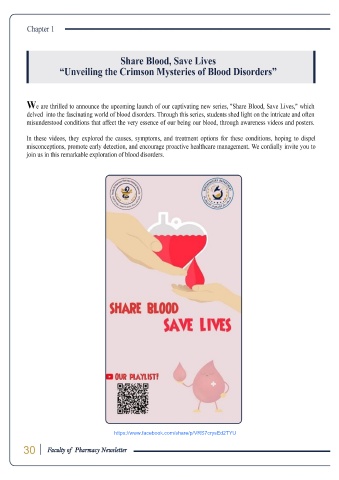 Chapter 1
Share Blood, Save Lives
“Unveiling the Crimson Mysteries of Blood Disorders”
We are thrilled to announce the upcoming launch of our captivating new series, "Share Blood, Save Lives," which
delved into the fascinating world of blood disorders. Through this series, students shed light on the intricate and often
misunderstood conditions that affect the very essence of our being our blood, through awareness videos and posters.
In these videos, they explored the causes, symptoms, and treatment options for these conditions, hoping to dispel
misconceptions, promote early detection, and encourage proactive healthcare management. We cordially invite you to
join us in this remarkable exploration of blood disorders.
SHARE BLOOD
SAVE LIVES
OUR PLAYLIST?
30 Faculty of Pharmacy Newsletter